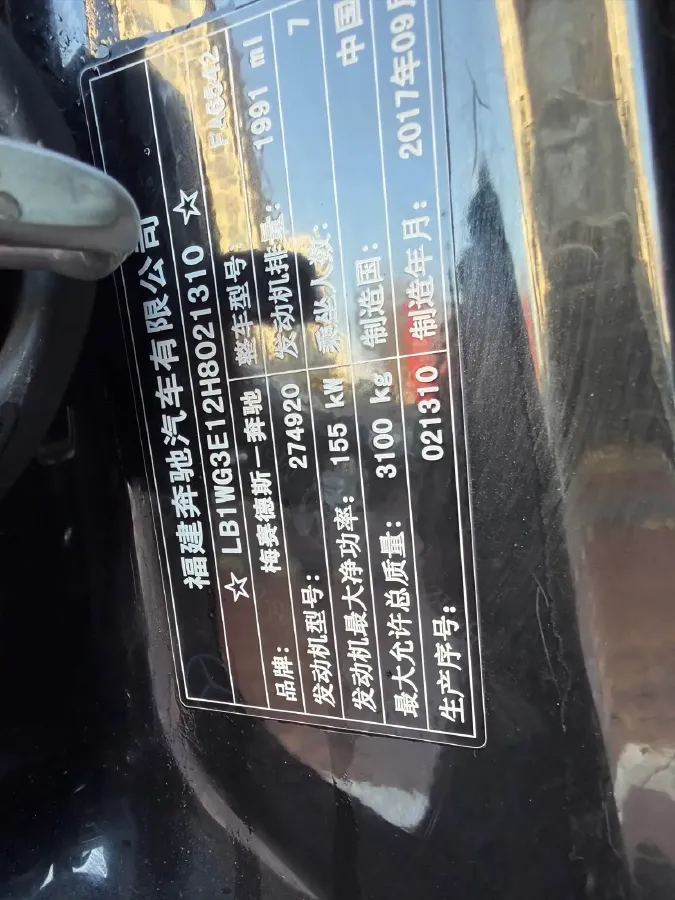 福建奔驰汽车有限公司
☆ LB1WG3E12H8021310 ☆
品牌: 梅赛德斯－奔驰 整车型号: FA6542
发动机型号: 274920 发动机排量: 1991 ml
发动机最大净功率: 155 kW 乘坐人数: 7
最大允许总质量: 3100 kg 制造国: 中国
生产序号: 021310 制造年月: 2017年09月